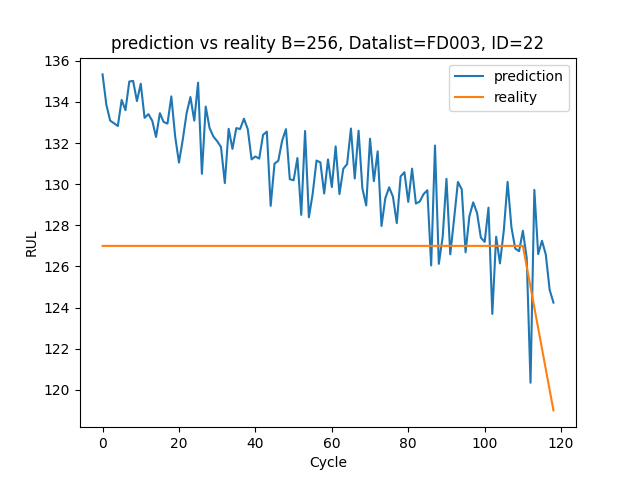 prediction vs reality B=256, Datalist=FD003, ID=22
prediction
reality
136
134
132
130
128
126
124
122
120
RUL
0 20 40 60 80 100 120
Cycle